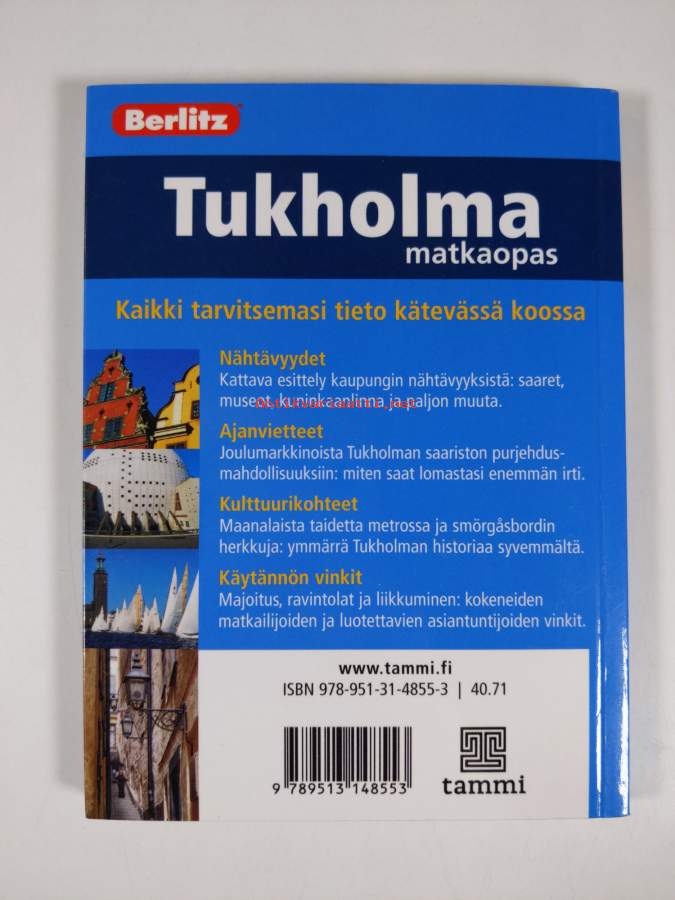 Berlitz®
Tukholma
matkaopas
Kaikki tarvitsemasi tieto kätevässä koossa
Nähtävyydet
Kattava esittely kaupungin nähtävyyksistä: saaret,
museot, kuninkaanlinna ja paljon muuta.
Ajanvietteet
Joulumarkkinoista Tukholman saariston purjehdus-
mahdollisuuksiin: miten saat lomastasi enemmän irti.
Kulttuurikohteet
Maanalaista taidetta metrossa ja smörgåsbordin
herkkuja: ymmärrä Tukholman historiaa syvemmältä.
Käytännön vinkit
Majoitus, ravintolat ja liikkuminen: kokeneiden
matkailijoiden ja luotettavien asiantuntijoiden vinkit.
www.tammi.fi
ISBN 978-951-31-4855-3 | 40.71
9 789513 148553
tammi